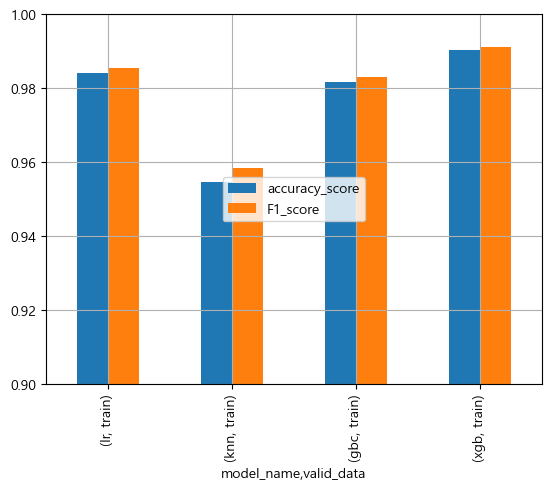 1.00
0.98
0.96
0.94
0.92
0.90
accuracy_score
F1_score
(lr, train)
(knn, train)
(gbc, train)
(xgb, train)
model_name,valid_data